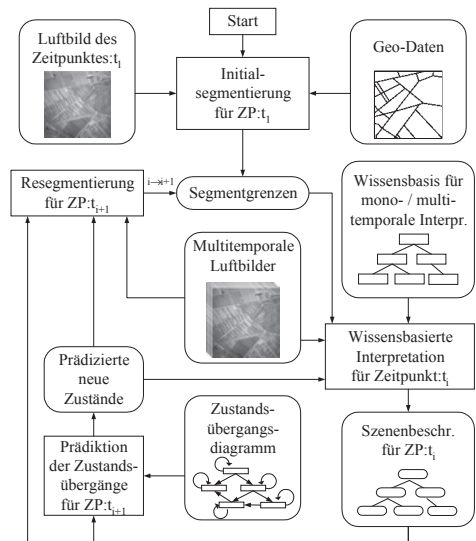 Start
Luftbild des
Zeitpunktes:t1
Initial-
segmentierung
für ZP:t1
Geo-Daten
Resegmentierung
für ZP:ti+1
i→i+1
Segmentgrenzen
Wissensbasis für
mono- / multi-
temporale Interpr.
Multitemporale
Luftbilder
Wissensbasierte
Interpretation
für Zeitpunkt:ti
Prädizierte
neue
Zustände
Zustands-
übergangs-
diagramm
Szenenbeschr.
für ZP:ti
Prädiktion
der Zustands-
übergänge
für ZP:ti+1